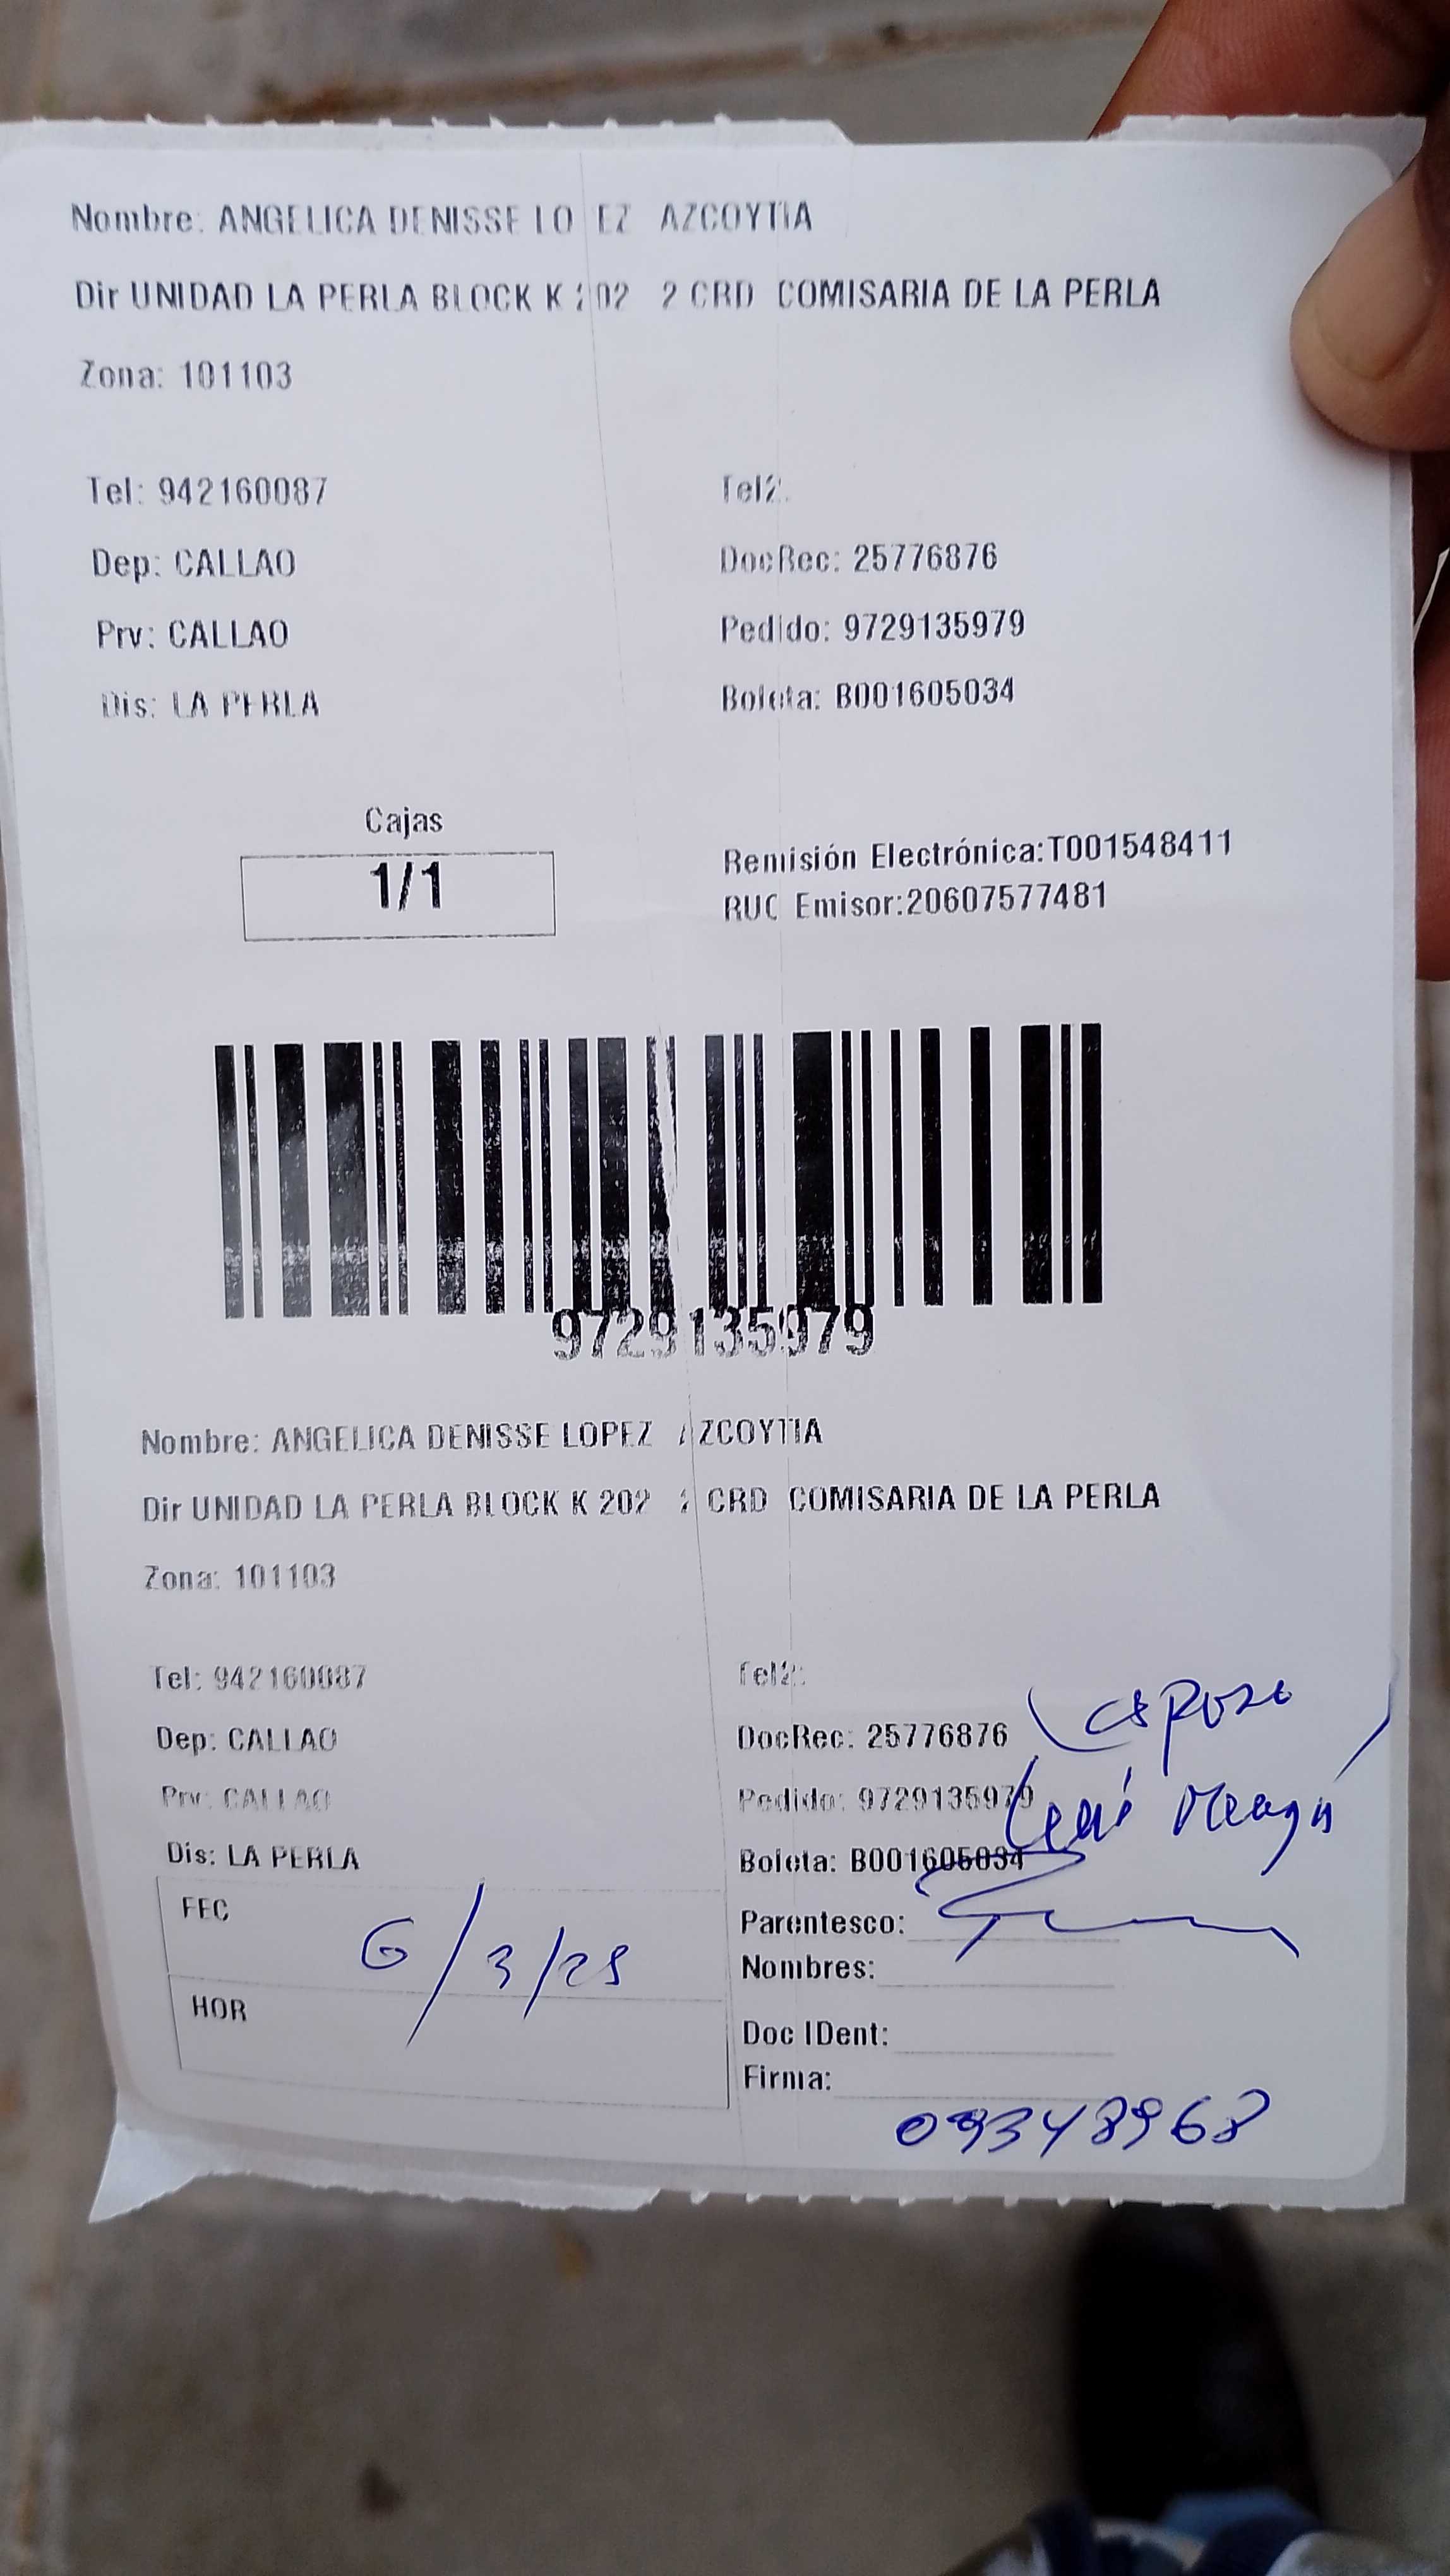 Nombre: ANGELICA DENISSE LO EZ AZCOYTIA
Dir UNIDAD LA PERLA BLOCK K 202 2 CRD COMISARIA DE LA PERLA
Zona: 101103
Tel: 942160087 Tel2:
Dep: CALLAO DocRec: 25776876
Prv: CALLAO Pedido: 9729135979
Dis: LA PERLA Boleta: B001605034
Cajas
1/1
Remisión Electrónica:T001548411
RUC Emisor:20607577481
9729135979
Nombre: ANGELICA DENISSE LOPEZ AZCOYTIA
Dir UNIDAD LA PERLA BLOCK K 202 2 CRD COMISARIA DE LA PERLA
Zona: 101103
Tel: 942160087 Tel2:
(esposo)
Dep: CALLAO DocRec: 25776876
Prv: CALLAO Pedido: 9729135979
Dis: LA PERLA Boleta: B001605034
FEC 6/3/25
Parentesco:
Nombres:
HOR
Doc IDent:
Firma:
09348968